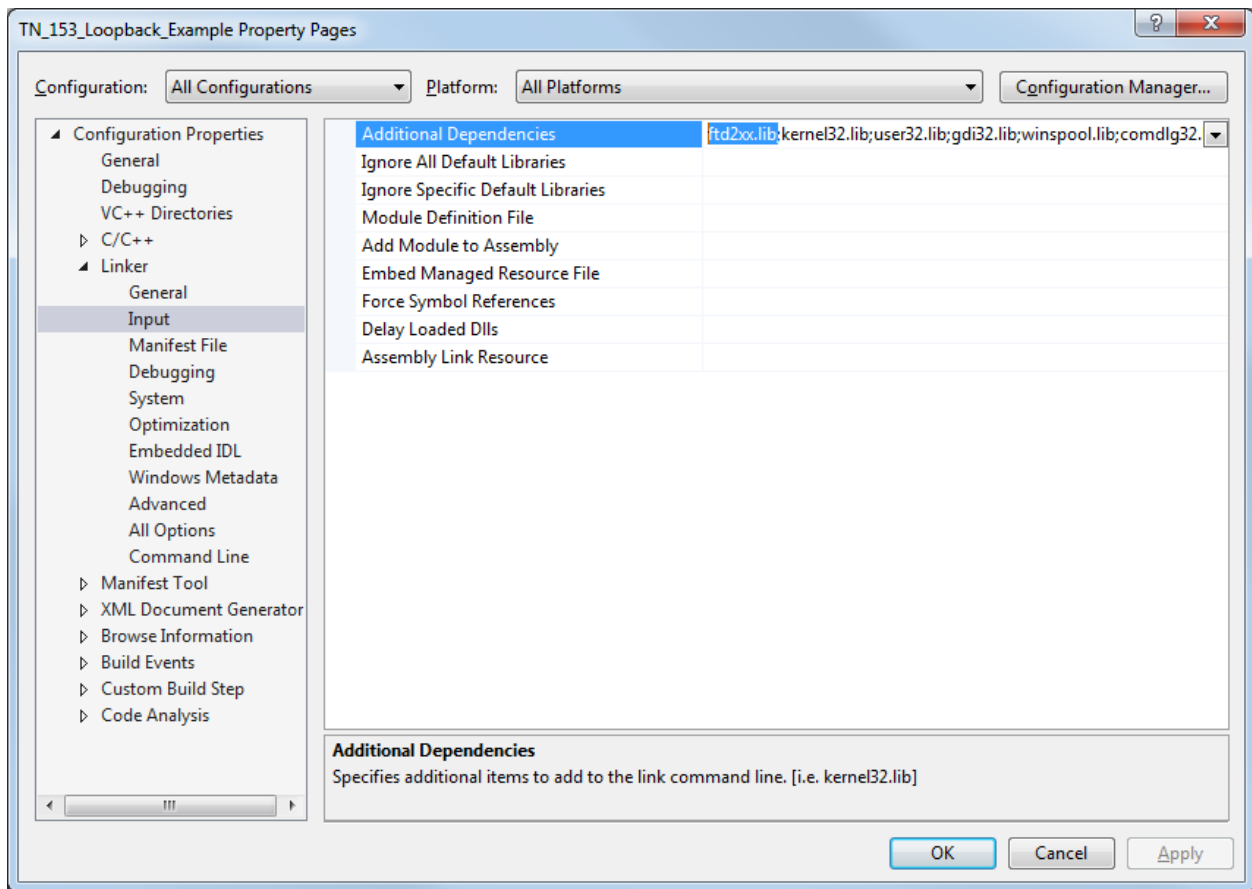 TN_153_Loopback_Example Property Pages
Configuration: All Configurations Platform: All Platforms Configuration Manager...
Configuration Properties
General
Debugging
VC++ Directories
C/C++
Linker
General
Input
Manifest File
Debugging
System
Optimization
Embedded IDL
Windows Metadata
Advanced
All Options
Command Line
Manifest Tool
XML Document Generator
Browse Information
Build Events
Custom Build Step
Code Analysis
Additional Dependencies ftd2xx.lib;kernel32.lib;user32.lib;gdi32.lib;winspool.lib;comdlg32.
Ignore All Default Libraries
Ignore Specific Default Libraries
Module Definition File
Add Module to Assembly
Embed Managed Resource File
Force Symbol References
Delay Loaded Dlls
Assembly Link Resource
Additional Dependencies
Specifies additional items to add to the link command line. [i.e. kernel32.lib]
OK Cancel Apply